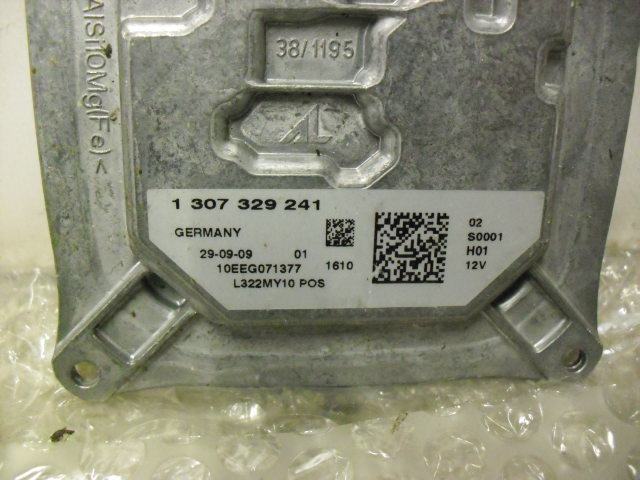 AlSi10Mg(Fe)<
38/1195
AL
1 307 329 241
GERMANY
29-09-09 01
10EEG071377 1610
L322MY10 POS
02
S0001
H01
12V